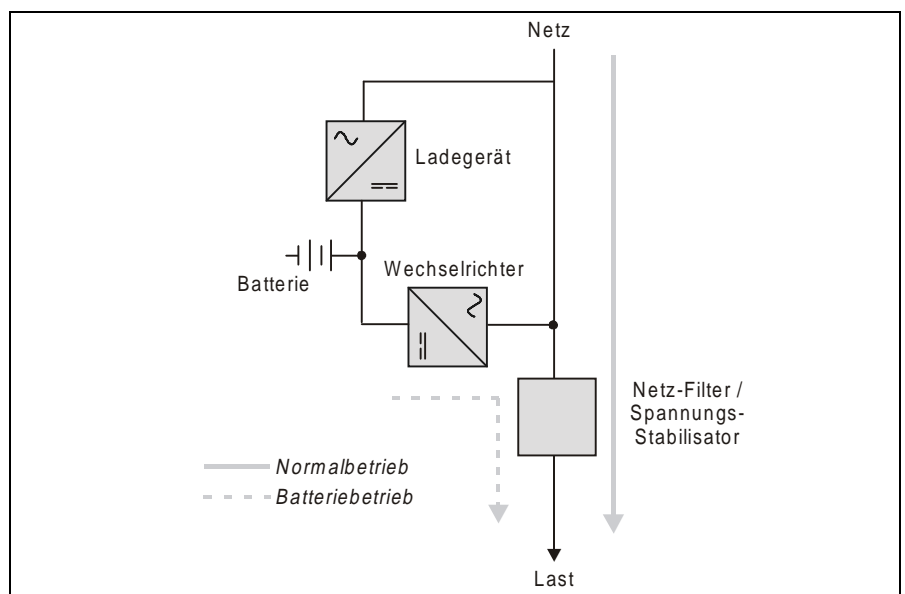 Netz
Ladegerät
Batterie
Wechselrichter
Netz-Filter /
Spannungs-
Stabilisator
Normalbetrieb
Batteriebetrieb
Last